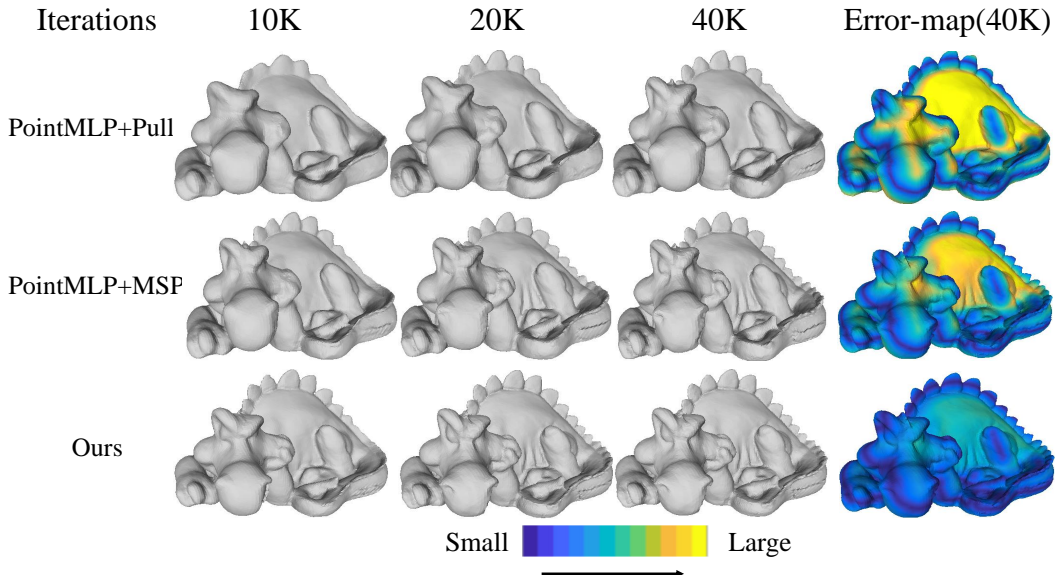 Iterations 10K 20K 40K Error-map(40K)
PointMLP+Pull
PointMLP+MSP
Ours
Small Large